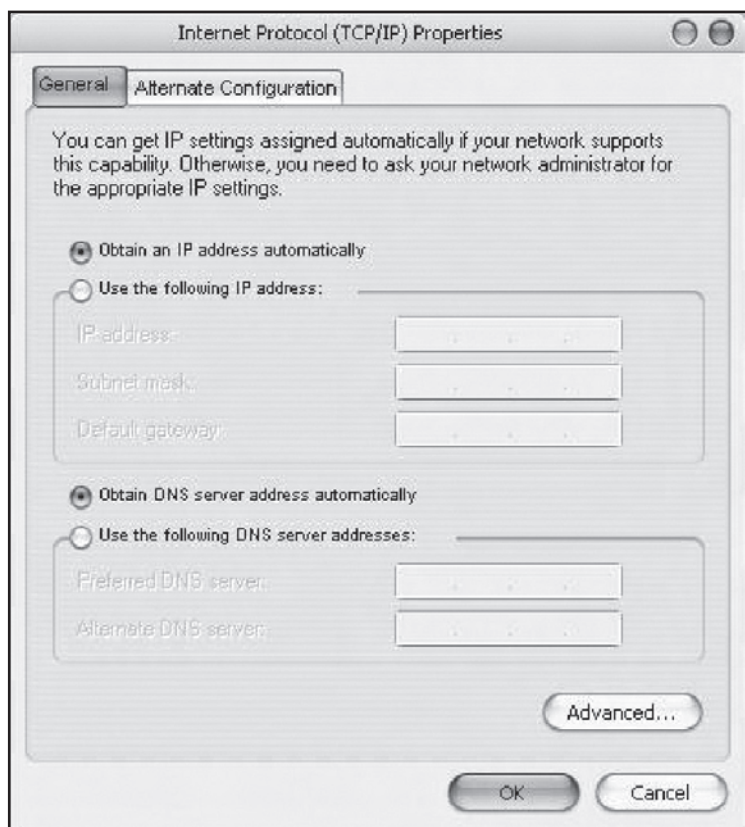 Internet Protocol (TCP/IP) Properties
General
Alternate Configuration
You can get IP settings assigned automatically if your network supports
this capability. Otherwise, you need to ask your network administrator for
the appropriate IP settings.
Obtain an IP address automatically
Use the following IP address:
IP address:
Subnet mask:
Default gateway:
Obtain DNS server address automatically
Use the following DNS server addresses:
Preferred DNS server:
Alternate DNS server:
Advanced...
OK
Cancel